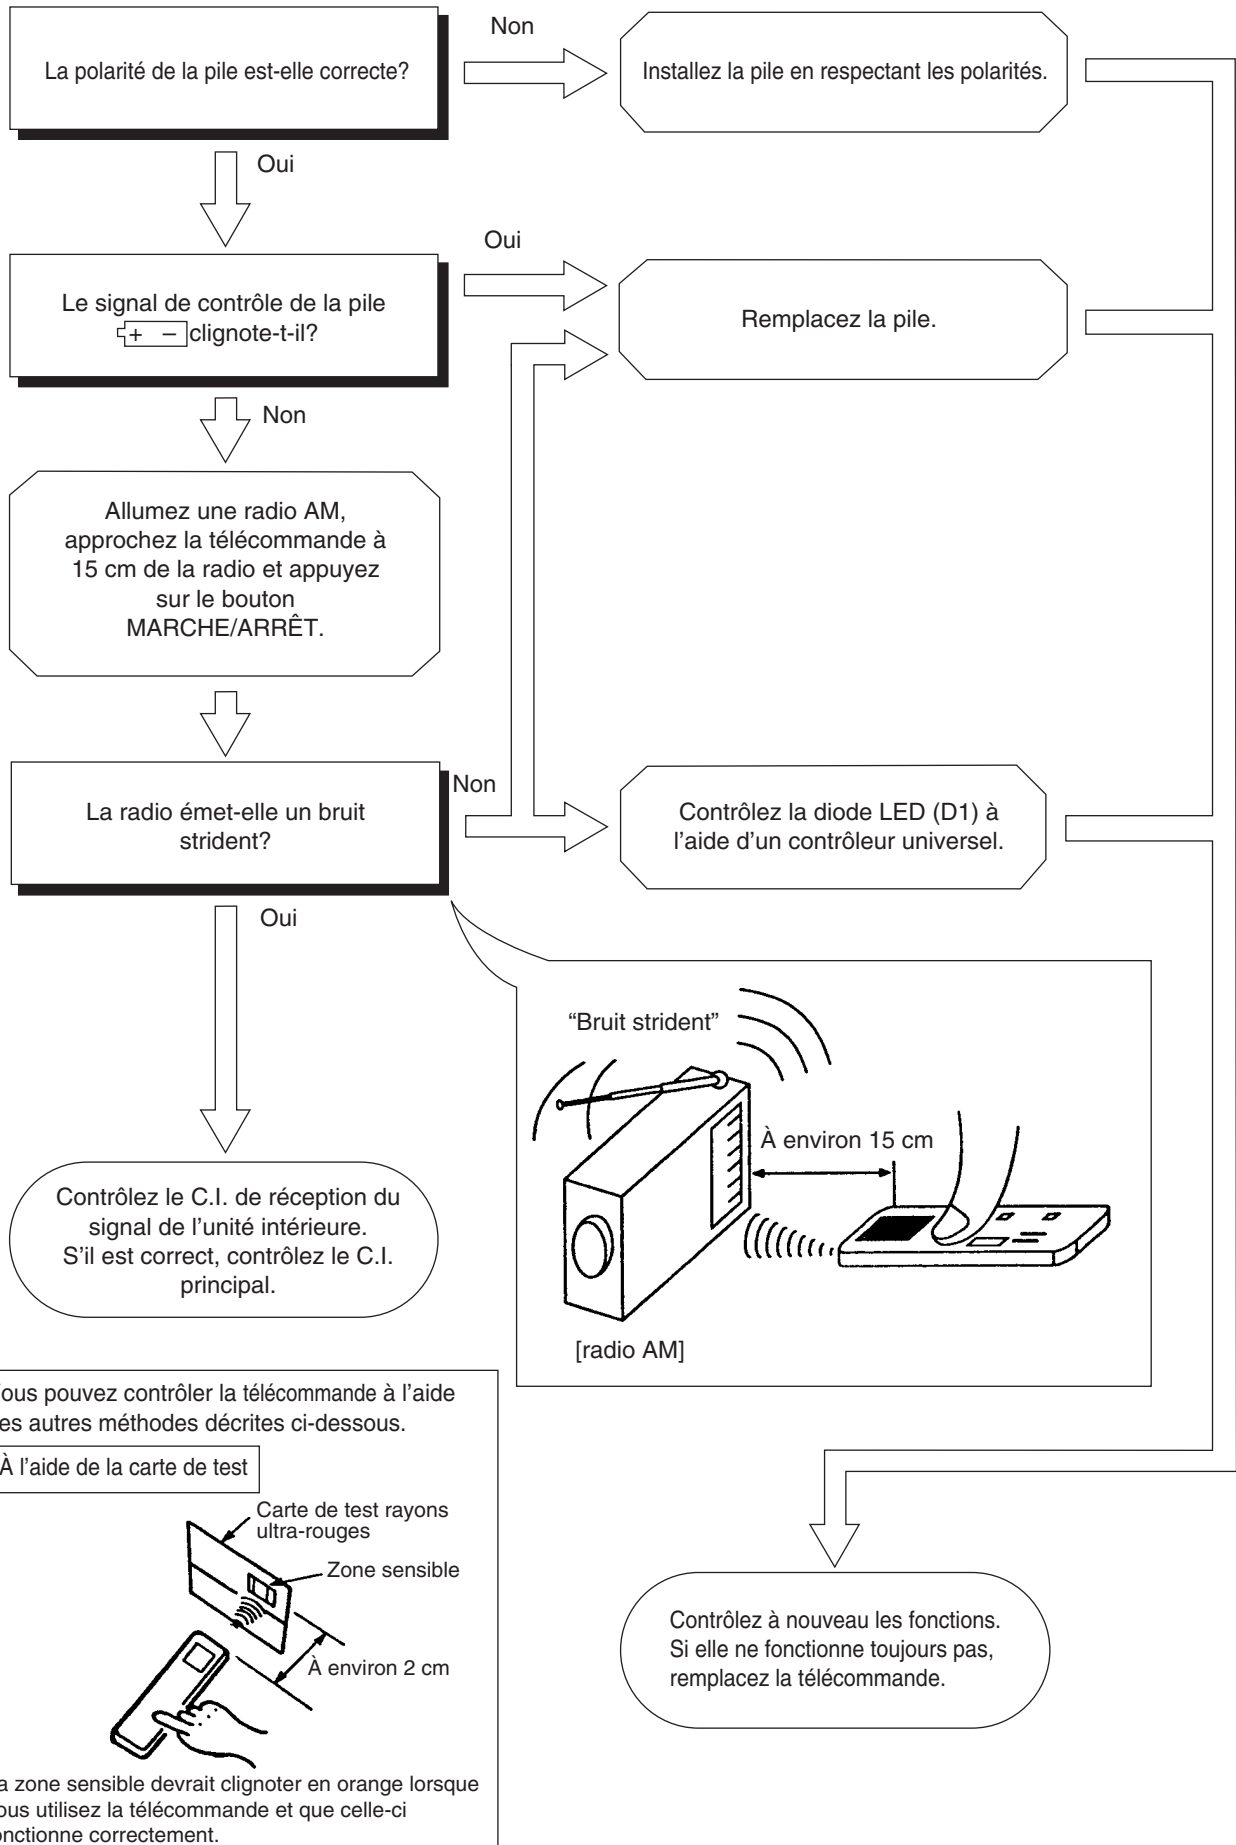 Non
La polarité de la pile est-elle correcte?
Installez la pile en respectant les polarités.
Oui
Oui
Le signal de contrôle de la pile
+ − clignote-t-il?
Remplacez la pile.
Non
Allumez une radio AM,
approchez la télécommande à
15 cm de la radio et appuyez
sur le bouton
MARCHE/ARRÊT.
Non
La radio émet-elle un bruit
strident?
Contrôlez la diode LED (D1) à
l'aide d'un contrôleur universel.
Oui
“Bruit strident”
À environ 15 cm
[radio AM]
Contrôlez le C.I. de réception du
signal de l'unité intérieure.
S'il est correct, contrôlez le C.I.
principal.
ous pouvez contrôler la télécommande à l'aide
es autres méthodes décrites ci-dessous.
À l'aide de la carte de test
Carte de test rayons
ultra-rouges
Zone sensible
À environ 2 cm
a zone sensible devrait clignoter en orange lorsque
ous utilisez la télécommande et que celle-ci
onctionne correctement.
Contrôlez à nouveau les fonctions.
Si elle ne fonctionne toujours pas,
remplacez la télécommande.